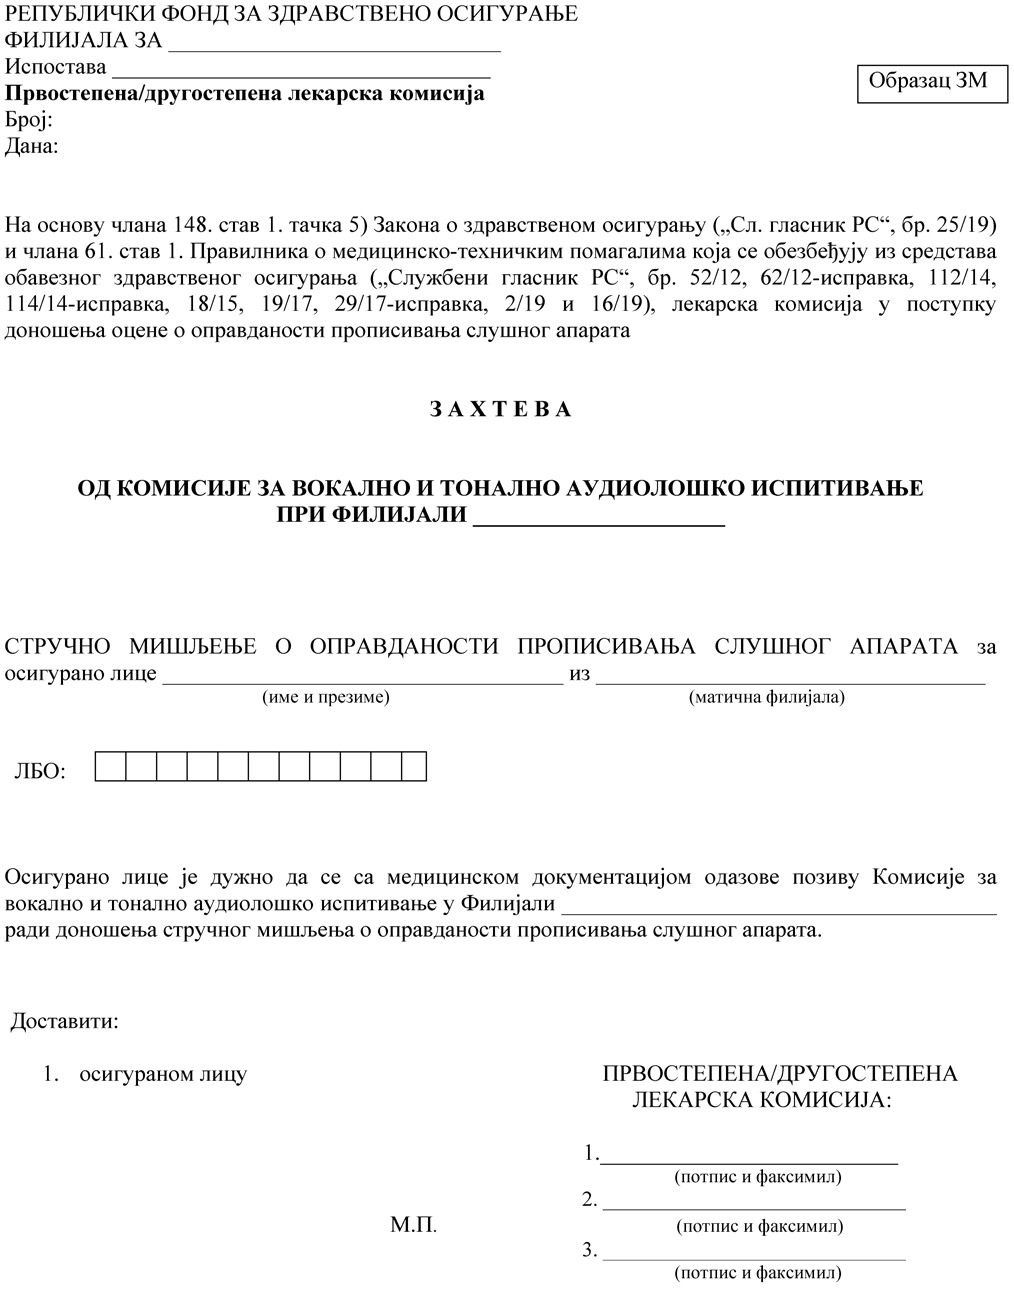 РЕПУБЛИЧКИ ФОНД ЗА ЗДРАВСТВЕНО ОСИГУРАЊЕ
ФИЛИЈАЛА ЗА ______________________________
Испостава __________________________________
Првостепена/другостепена лекарска комисија
Образац ЗМ
Број:
Дана:
На основу члана 148. став 1. тачка 5) Закона о здравственом осигурању („Сл. гласник РС“, бр. 25/19)
и члана 61. став 1. Правилника о медицинско-техничким помагалима која се обезбеђују из средстава
обавезног здравственог осигурања („Службени гласник РС“, бр. 52/12, 62/12-исправка, 112/14,
114/14-исправка, 18/15, 19/17, 29/17-исправка, 2/19 и 16/19), лекарска комисија у поступку
доношења оцене о оправданости прописивања слушног апарата
З А Х Т Е В А
ОД КОМИСИЈЕ ЗА ВОКАЛНО И ТОНАЛНО АУДИОЛОШКО ИСПИТИВАЊЕ
ПРИ ФИЛИЈАЛИ _______________________
СТРУЧНО МИШЉЕЊЕ О ОПРАВДАНОСТИ ПРОПИСИВАЊА СЛУШНОГ АПАРАТА за
осигурано лице ____________________________________ из ___________________________________
(име и презиме) (матична филијала)
ЛБО:
Осигурано лице је дужно да се са медицинском документацијом одазове позиву Комисије за
вокално и тонално аудиолошко испитивање у Филијали _______________________________________
ради доношења стручног мишљења о оправданости прописивања слушног апарата.
Доставити:
1. осигураном лицу
ПРВОСТЕПЕНА/ДРУГОСТЕПЕНА
ЛЕКАРСКА КОМИСИЈА:
1.___________________________
(потпис и факсимил)
2. ___________________________
М.П.
(потпис и факсимил)
3. ___________________________
(потпис и факсимил)